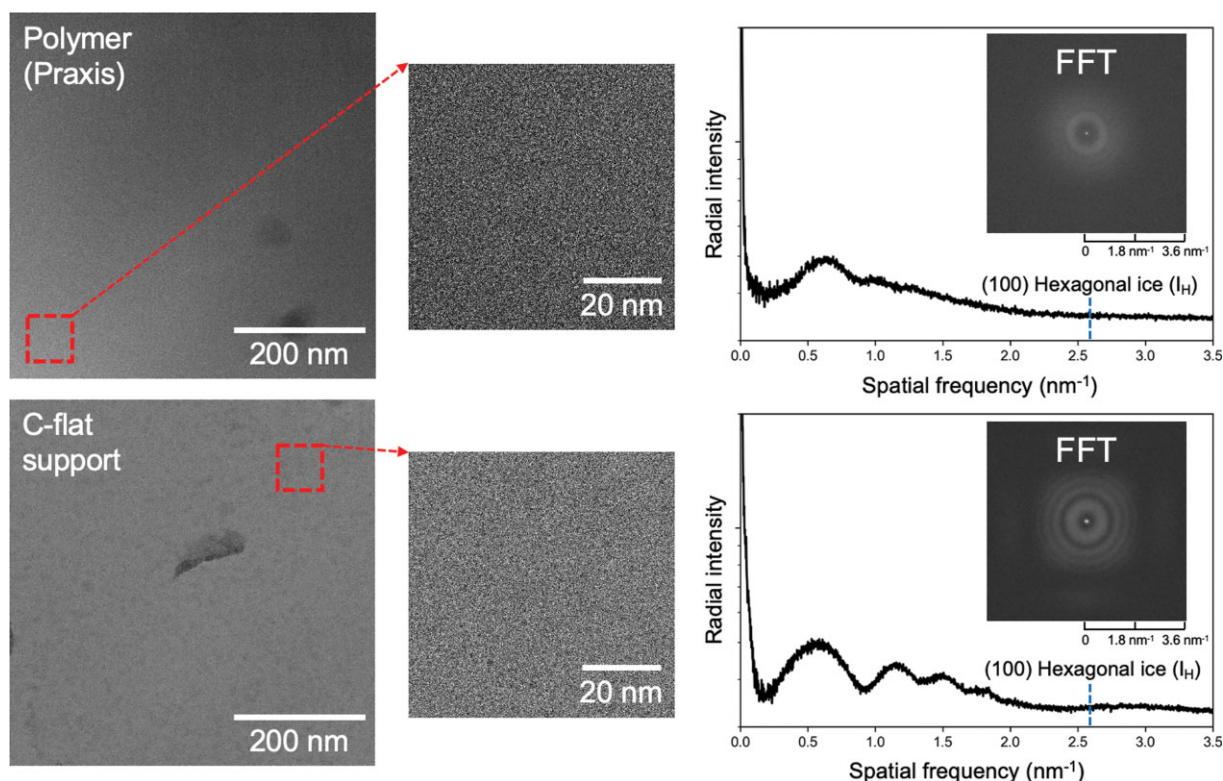 Polymer
(Praxis)
200 nm
20 nm
Radial intensity
FFT
0 1.8 nm⁻¹ 3.6 nm⁻¹
(100) Hexagonal ice (I_H)
0.0 0.5 1.0 1.5 2.0 2.5 3.0 3.5
Spatial frequency (nm⁻¹)
C-flat
support
200 nm
20 nm
Radial intensity
FFT
0 1.8 nm⁻¹ 3.6 nm⁻¹
(100) Hexagonal ice (I_H)
0.0 0.5 1.0 1.5 2.0 2.5 3.0 3.5
Spatial frequency (nm⁻¹)